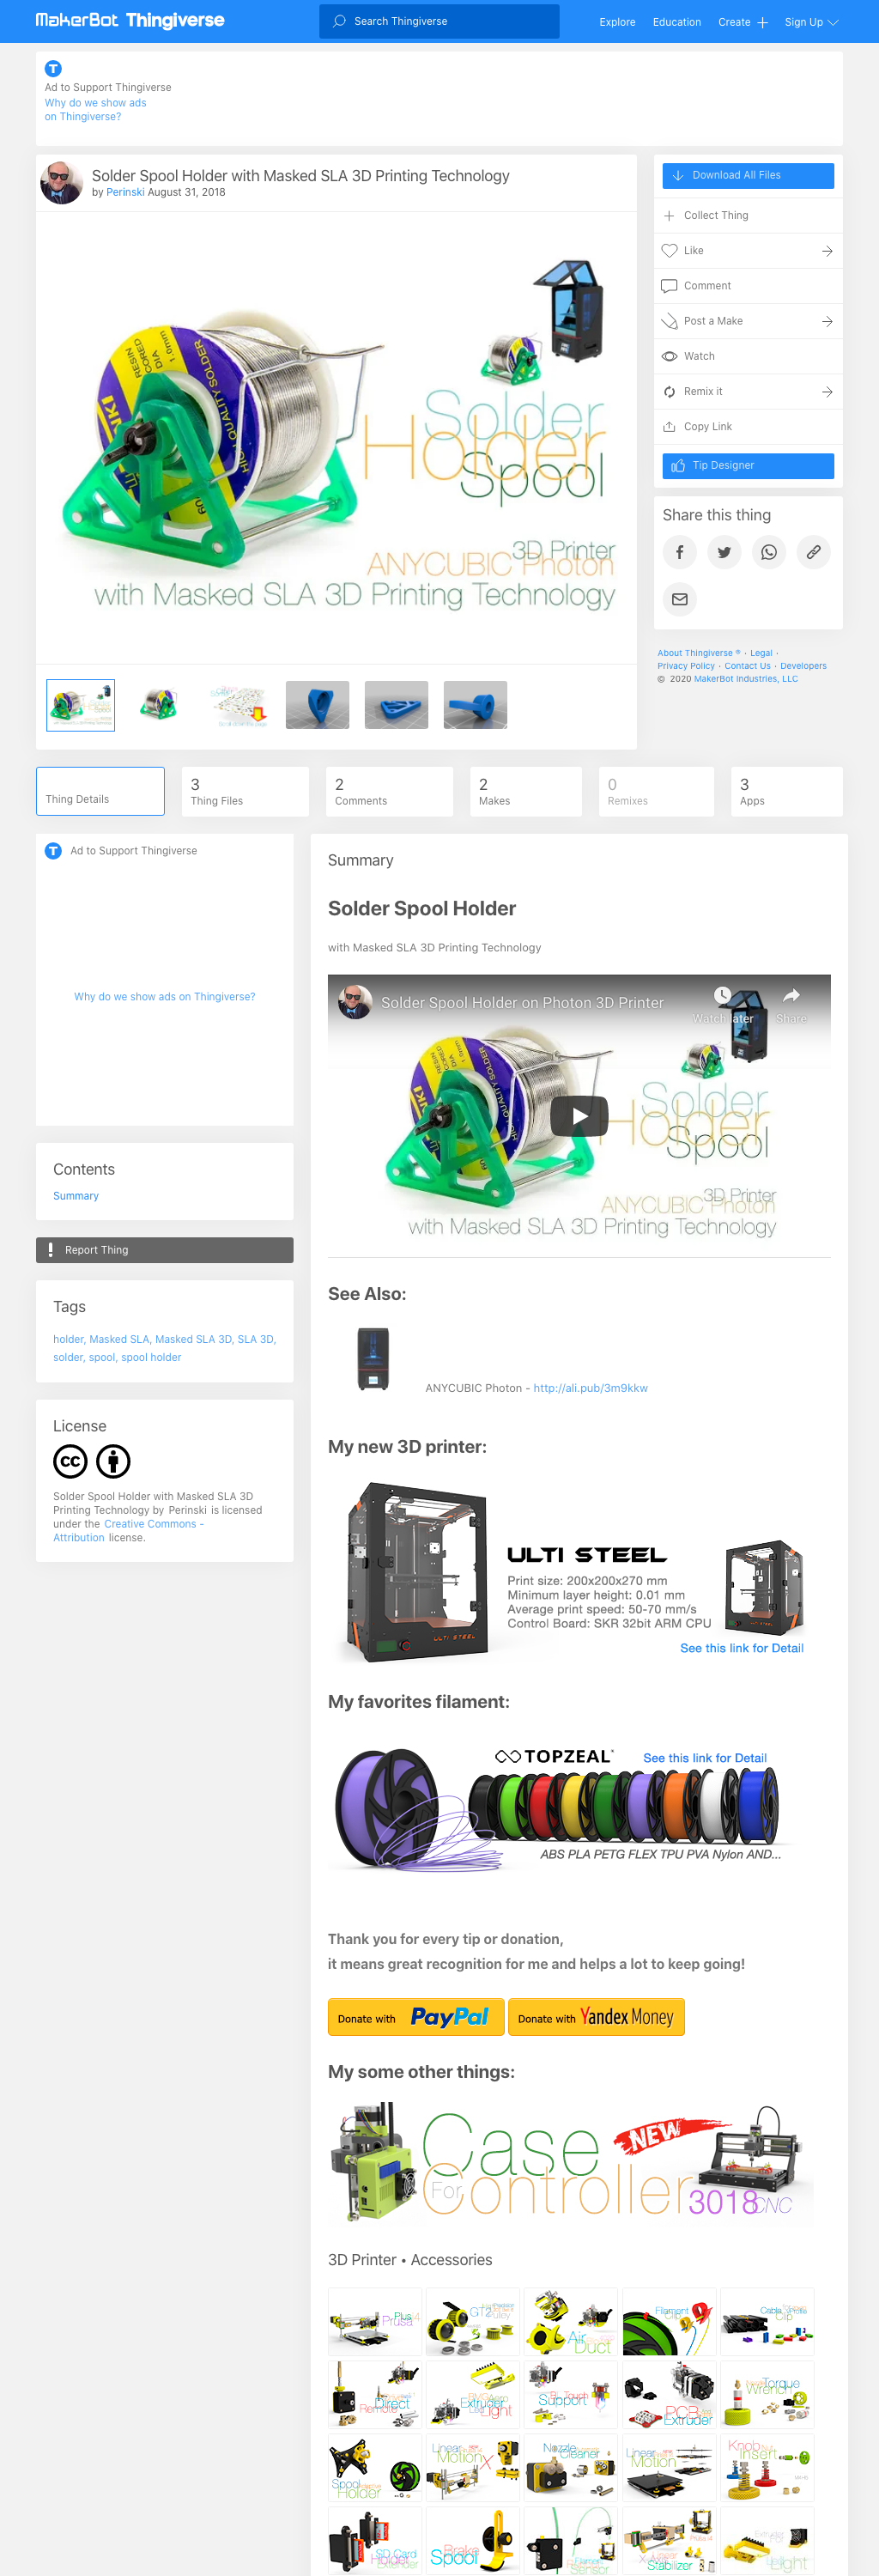 MakerBot Thingiverse
Search Thingiverse
Explore
Education
Create
Sign Up
Ad to Support Thingiverse
Why do we show ads
on Thingiverse?
Solder Spool Holder with Masked SLA 3D Printing Technology
by Perinski August 31, 2018
Solder
Holder
Spool
3D Printer
ANYCUBIC Photon
with Masked SLA 3D Printing Technology
Download All Files
Collect Thing
Like
Comment
Post a Make
Watch
Remix it
Copy Link
Tip Designer
Share this thing
About Thingiverse ® · Legal ·
Privacy Policy · Contact Us · Developers
© 2020 MakerBot Industries, LLC
Thing Details
3
Thing Files
2
Comments
2
Makes
0
Remixes
3
Apps
Ad to Support Thingiverse
Why do we show ads on Thingiverse?
Contents
Summary
Report Thing
Tags
holder, Masked SLA, Masked SLA 3D, SLA 3D,
solder, spool, spool holder
License
Solder Spool Holder with Masked SLA 3D
Printing Technology by Perinski is licensed
under the Creative Commons -
Attribution license.
Summary
Solder Spool Holder
with Masked SLA 3D Printing Technology
Solder Spool Holder on Photon 3D Printer
Watch later
Share
Solder
Holder
Spool
3D Printer
ANYCUBIC Photon
with Masked SLA 3D Printing Technology
See Also:
ANYCUBIC Photon - http://ali.pub/3m9kkw
My new 3D printer:
ULTI STEEL
Print size: 200x200x270 mm
Minimum layer height: 0.01 mm
Average print speed: 50-70 mm/s
Control Board: SKR 32bit ARM CPU
See this link for Detail
ULTI STEEL
My favorites filament:
TOPZEAL
See this link for Detail
ABS PLA PETG FLEX TPU PVA Nylon AND...
Thank you for every tip or donation,
it means great recognition for me and helps a lot to keep going!
Donate with PayPal
Donate with Yandex Money
My some other things:
Case
NEW
For Controller
3018 CNC
3D Printer • Accessories
Plus
Prusa
GT2
Air
Duct
Filament
Clip
Cable
Clip
Direct
Remote
Extruder
Light
Support
PCB
Extruder
Torque
Wrench
Spool
Holder
Linear
Motion
X
Nozzle
Cleaner
Linear
Motion
Knob
Insert
SD Card
Holder
Extender
Brake
Spool
Filament
Sensor
Stabilizer
Extruder
Led Light